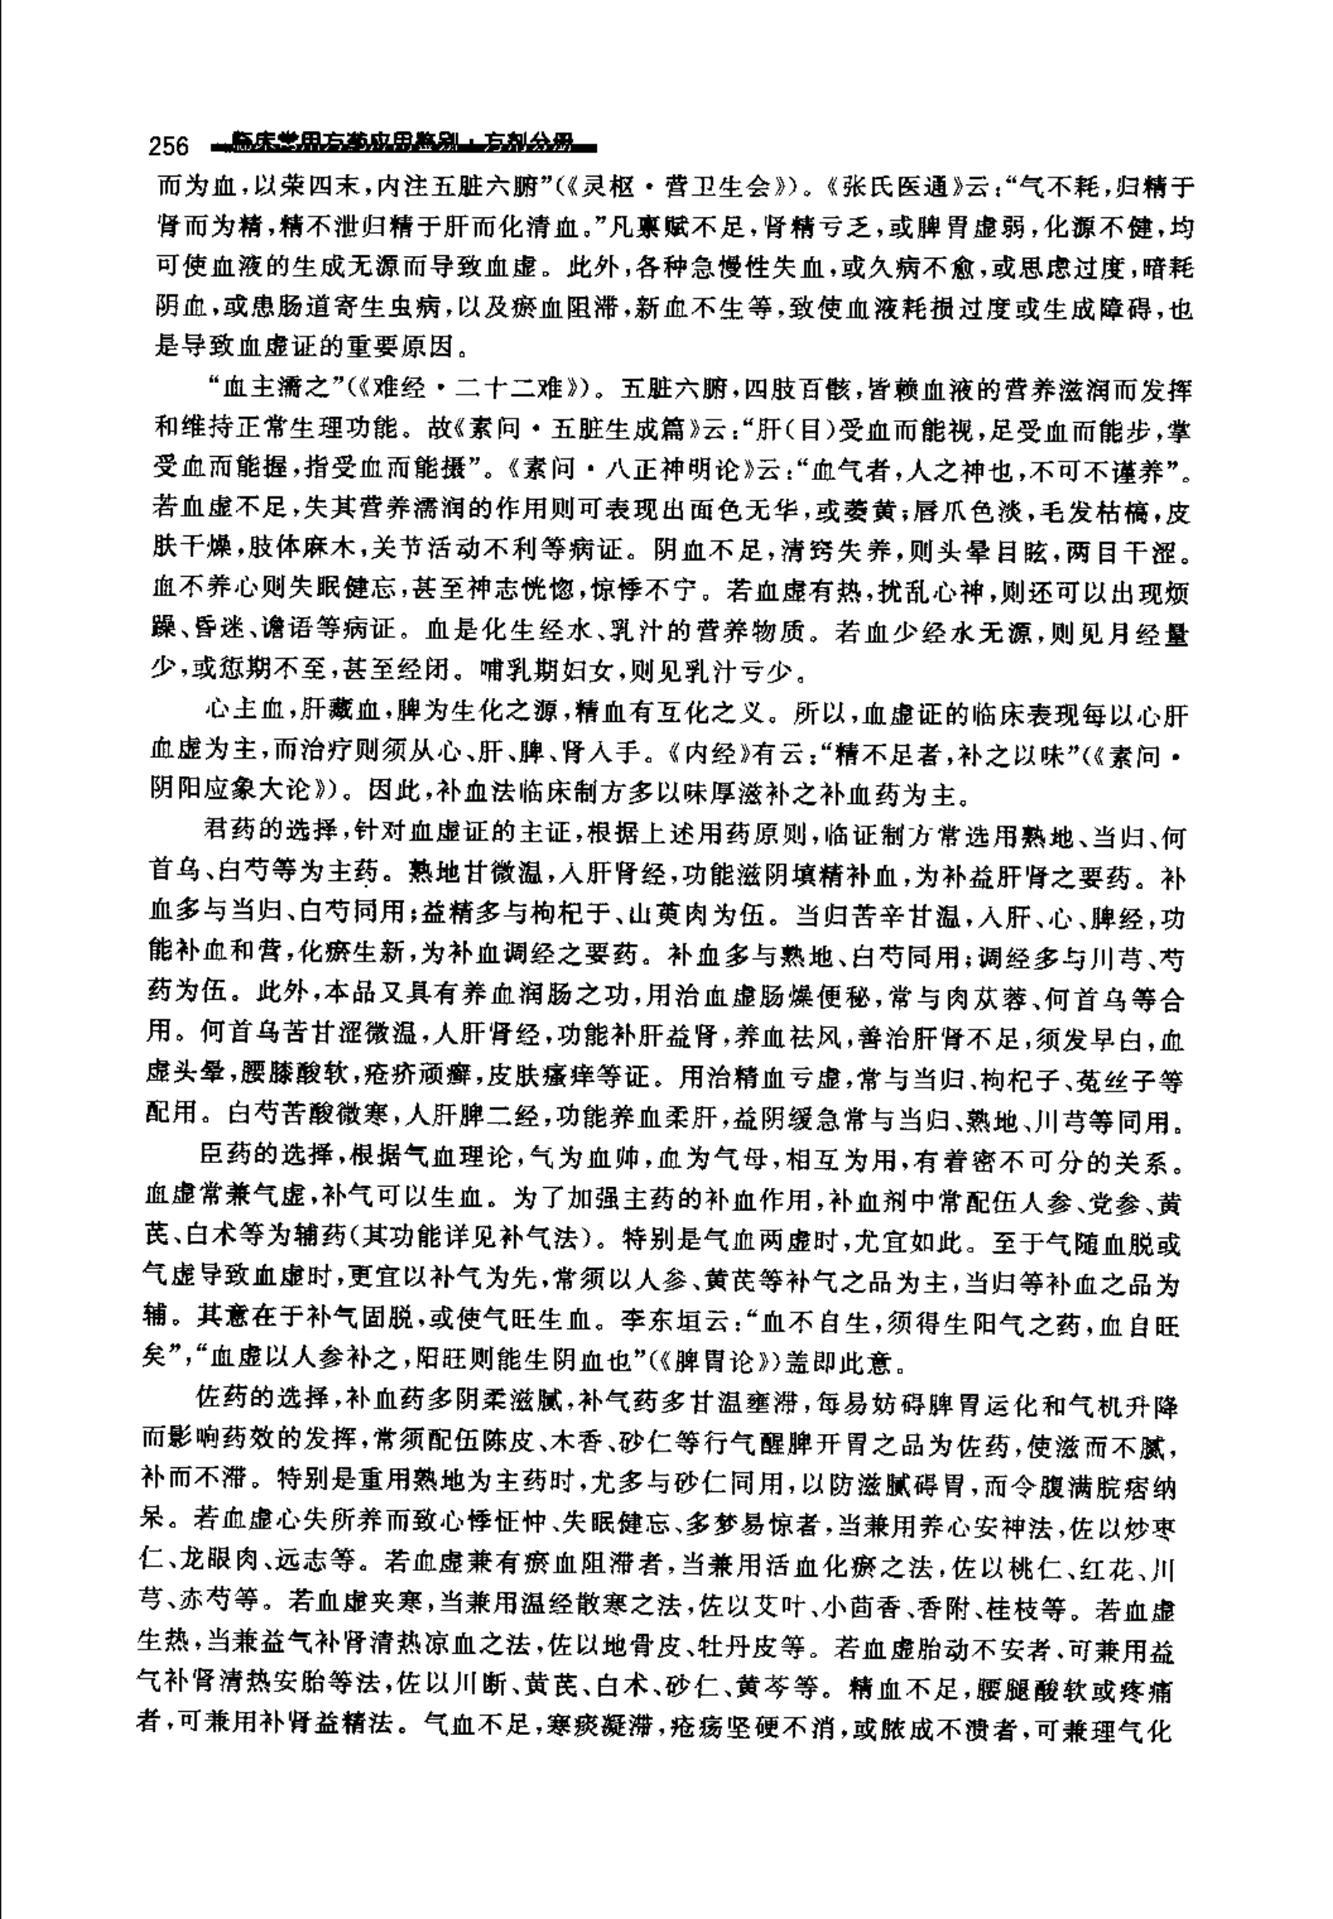 256 临床常用方药应用鉴别·方剂分册
而为血，以荣四末，内注五脏六腑”(《灵枢·营卫生会》)。《张氏医通》云：“气不耗，归精于
肾而为精，精不泄归精于肝而化清血。”凡禀赋不足，肾精亏乏，或脾胃虚弱，化源不健，均
可使血液的生成无源而导致血虚。此外，各种急慢性失血，或久病不愈，或思虑过度，暗耗
阴血，或患肠道寄生虫病，以及瘀血阻滞，新血不生等，致使血液耗损过度或生成障碍，也
是导致血虚证的重要原因。
“血主濡之”(《难经·二十二难》)。五脏六腑，四肢百骸，皆赖血液的营养滋润而发挥
和维持正常生理功能。故《素问·五脏生成篇》云：“肝(目)受血而能视，足受血而能步，掌
受血而能握，指受血而能摄”。《素问·八正神明论》云：“血气者，人之神也，不可不谨养”。
若血虚不足，失其营养濡润的作用则可表现出面色无华，或萎黄；唇爪色淡，毛发枯槁，皮
肤干燥，肢体麻木，关节活动不利等病证。阴血不足，清窍失养，则头晕目眩，两目干涩。
血不养心则失眠健忘，甚至神志恍惚，惊悸不宁。若血虚有热，扰乱心神，则还可以出现烦
躁、昏迷、谵语等病证。血是化生经水、乳汁的营养物质。若血少经水无源，则见月经量
少，或愆期不至，甚至经闭。哺乳期妇女，则见乳汁亏少。
心主血，肝藏血，脾为生化之源，精血有互化之义。所以，血虚证的临床表现每以心肝
血虚为主，而治疗则须从心、肝、脾、肾入手。《内经》有云：“精不足者，补之以味”(《素问·
阴阳应象大论》)。因此，补血法临床制方多以味厚滋补之补血药为主。
君药的选择，针对血虚证的主证，根据上述用药原则，临证制方常选用熟地、当归、何
首乌、白芍等为主药。熟地甘微温，入肝肾经，功能滋阴填精补血，为补益肝肾之要药。补
血多与当归、白芍同用；益精多与枸杞于、山萸肉为伍。当归苦辛甘温，入肝、心、脾经，功
能补血和营，化瘀生新，为补血调经之要药。补血多与熟地、白芍同用；调经多与川芎、芍
药为伍。此外，本品又具有养血润肠之功，用治血虚肠燥便秘，常与肉苁蓉、何首乌等合
用。何首乌苦甘涩微温，人肝肾经，功能补肝益肾，养血祛风，善治肝肾不足，须发早白，血
虚头晕，腰膝酸软，疮疥顽癣，皮肤瘙痒等证。用治精血亏虚，常与当归、枸杞子、菟丝子等
配用。白芍苦酸微寒，人肝脾二经，功能养血柔肝，益阴缓急常与当归、熟地、川芎等同用。
臣药的选择，根据气血理论，气为血帅，血为气母，相互为用，有着密不可分的关系。
血虚常兼气虚，补气可以生血。为了加强主药的补血作用，补血剂中常配伍人参、党参、黄
芪、白术等为辅药(其功能详见补气法)。特别是气血两虚时，尤宜如此。至于气随血脱或
气虚导致血虚时，更宜以补气为先，常须以人参、黄芪等补气之品为主，当归等补血之品为
辅。其意在于补气固脱，或使气旺生血。李东垣云：“血不自生，须得生阳气之药，血自旺
矣”，“血虚以人参补之，阳旺则能生阴血也”(《脾胃论》)盖即此意。
佐药的选择，补血药多阴柔滋腻，补气药多甘温壅滞，每易妨碍脾胃运化和气机升降
而影响药效的发挥，常须配伍陈皮、木香、砂仁等行气醒脾开胃之品为佐药，使滋而不腻，
补而不滞。特别是重用熟地为主药时，尤多与砂仁同用，以防滋腻碍胃，而令腹满脘痞纳
呆。若血虚心失所养而致心悸怔忡、失眠健忘、多梦易惊者，当兼用养心安神法，佐以炒枣
仁、龙眼肉、远志等。若血虚兼有瘀血阻滞者，当兼用活血化瘀之法，佐以桃仁、红花、川
芎、赤芍等。若血虚夹寒，当兼用温经散寒之法，佐以艾叶、小茴香、香附、桂枝等。若血虚
生热，当兼益气补肾清热凉血之法，佐以地骨皮、牡丹皮等。若血虚胎动不安者、可兼用益
气补肾清热安胎等法，佐以川断、黄芪、白术、砂仁、黄芩等。精血不足，腰腿酸软或疼痛
者，可兼用补肾益精法。气血不足，寒痰凝滞，疮疡坚硬不消，或脓成不溃者，可兼理气化